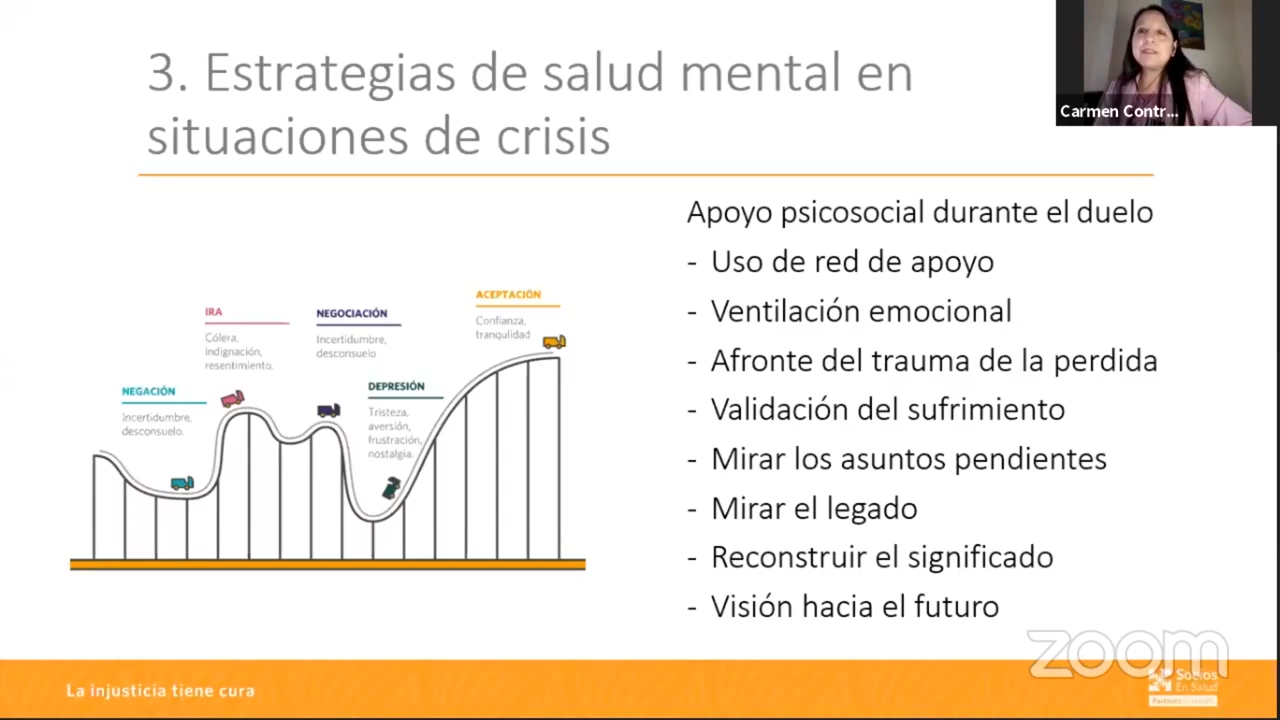 3. Estrategias de salud mental en
situaciones de crisis
Carmen Contr...
Apoyo psicosocial durante el duelo
- Uso de red de apoyo
- Ventilación emocional
- Afronte del trauma de la perdida
- Validación del sufrimiento
- Mirar los asuntos pendientes
- Mirar el legado
- Reconstruir el significado
- Visión hacia el futuro
NEGACIÓN
Incertidumbre,
desconsuelo.
IRA
Cólera,
indignación,
resentimiento.
NEGOCIACIÓN
Incertidumbre,
desconsuelo
DEPRESIÓN
Tristeza,
aversión,
frustración,
nostalgia.
ACEPTACIÓN
Confianza,
tranquilidad
La injusticia tiene cura
zoom
Socios
En Salud
Partners